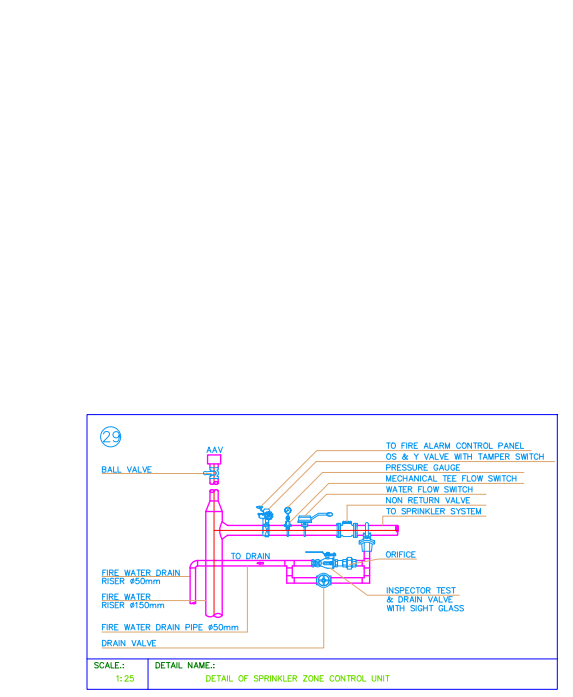 29
AAV
BALL VALVE
TO FIRE ALARM CONTROL PANEL
OS & Y VALVE WITH TAMPER SWITCH
PRESSURE GAUGE
MECHANICAL TEE FLOW SWITCH
WATER FLOW SWITCH
NON RETURN VALVE
TO SPRINKLER SYSTEM
TO DRAIN
ORIFICE
FIRE WATER DRAIN
RISER Ø50mm
FIRE WATER
RISER Ø150mm
INSPECTOR TEST
& DRAIN VALVE
WITH SIGHT GLASS
FIRE WATER DRAIN PIPE Ø50mm
DRAIN VALVE
SCALE.: DETAIL NAME.:
1:25 DETAIL OF SPRINKLER ZONE CONTROL UNIT